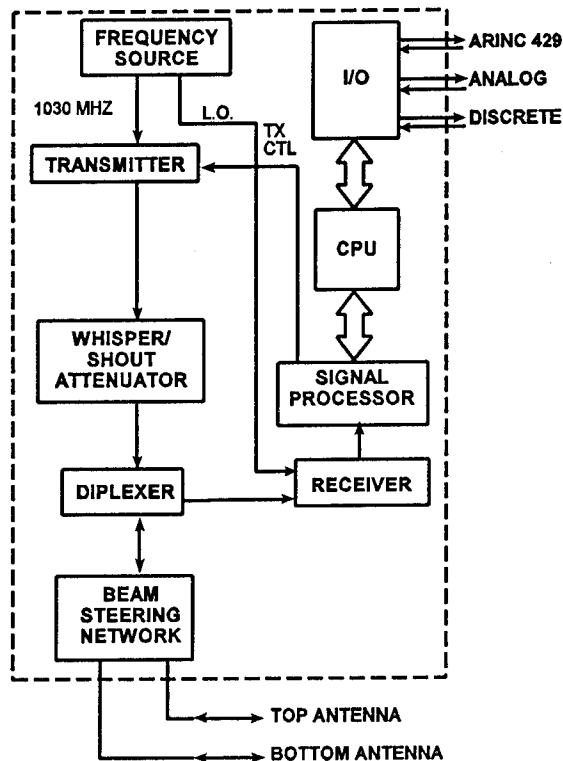 FREQUENCY
SOURCE
I/O
ARINC 429
ANALOG
DISCRETE
1030 MHZ
L.O.
TX
CTL
TRANSMITTER
CPU
WHISPER/
SHOUT
ATTENUATOR
SIGNAL
PROCESSOR
DIPLEXER
RECEIVER
BEAM
STEERING
NETWORK
TOP ANTENNA
BOTTOM ANTENNA